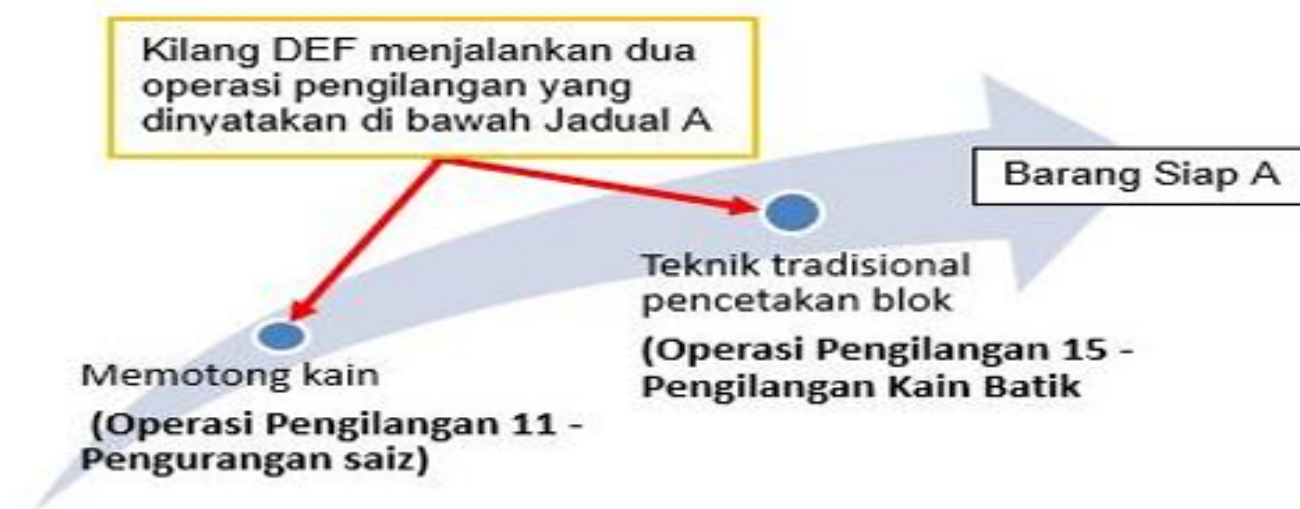 Kilang DEF menjalankan dua
operasi pengilangan yang
dinyatakan di bawah Jadual A
Barang Siap A
Teknik tradisional
pencetakan blok
(Operasi Pengilangan 15 -
Pengilangan Kain Batik
Memotong kain
(Operasi Pengilangan 11 -
Pengurangan saiz)